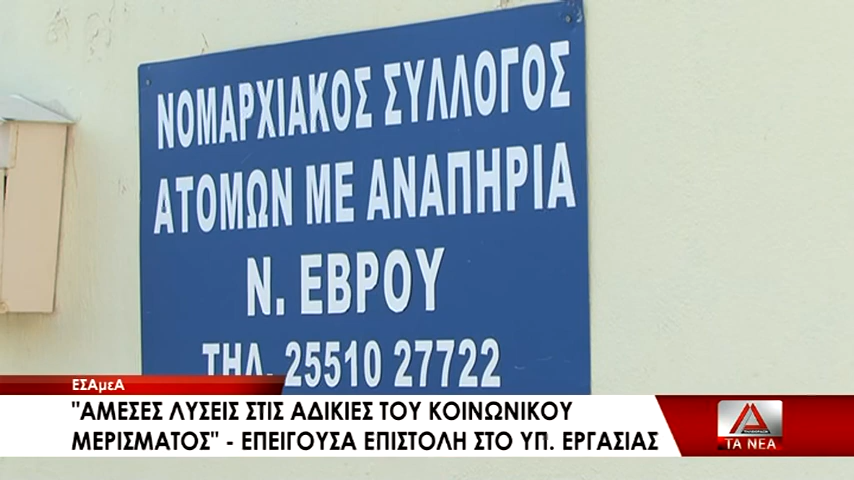 ΝΟΜΑΡΧΙΑΚΟΣ ΣΥΛΛΟΓΟΣ
ΑΤΟΜΩΝ ΜΕ ΑΝΑΠΗΡΙΑ
Ν. ΕΒΡΟΥ
ΤΗΛ. 25510 27722
ΕΣΑμεΑ
"ΑΜΕΣΕΣ ΛΥΣΕΙΣ ΣΤΙΣ ΑΔΙΚΙΕΣ ΤΟΥ ΚΟΙΝΩΝΙΚΟΥ
ΜΕΡΙΣΜΑΤΟΣ" - ΕΠΕΙΓΟΥΣΑ ΕΠΙΣΤΟΛΗ ΣΤΟ ΥΠ. ΕΡΓΑΣΙΑΣ
ΤΑ ΝΕΑ